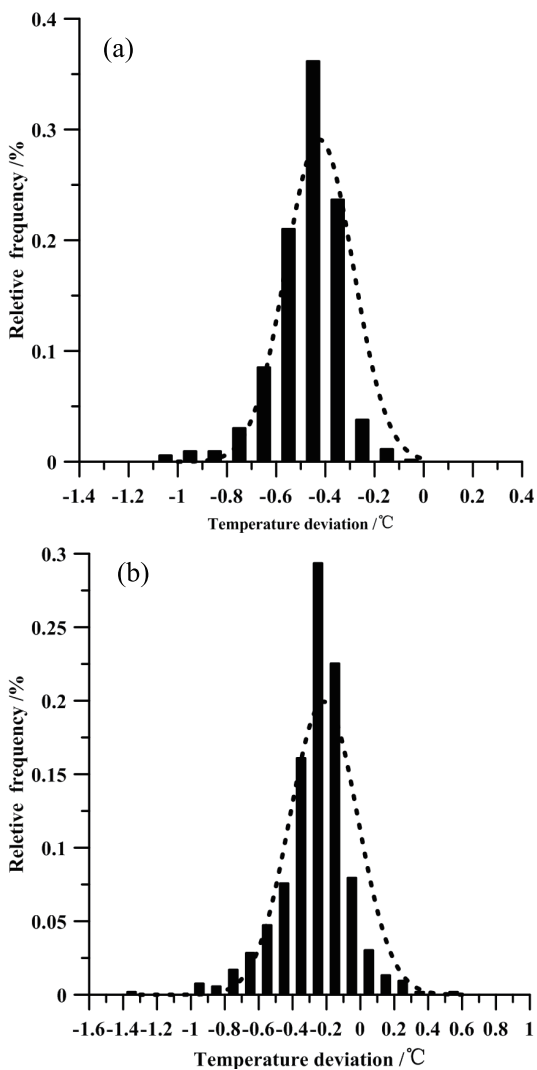 (a)
Reletive frequency /%
0.4
0.3
0.2
0.1
0
-1.4 -1.2 -1 -0.8 -0.6 -0.4 -0.2 0 0.2 0.4
Temperature deviation /℃
(b)
Reletive frequency /%
0.3
0.25
0.2
0.15
0.1
0.05
0
-1.6 -1.4 -1.2 -1 -0.8 -0.6 -0.4 -0.2 0 0.2 0.4 0.6 0.8 1
Temperature deviation /℃